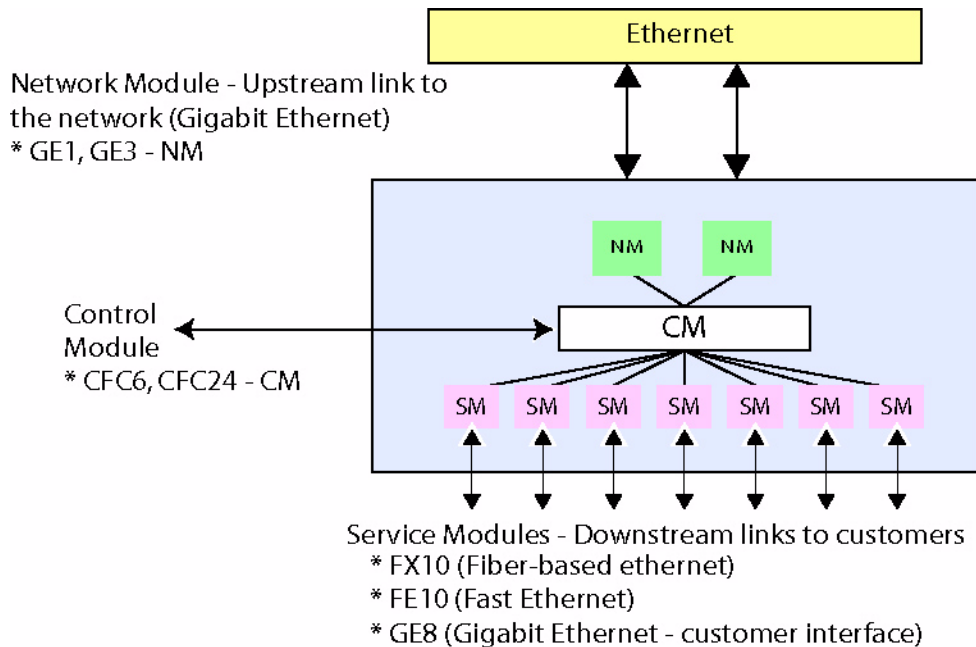 Ethernet
Network Module - Upstream link to
the network (Gigabit Ethernet)
* GE1, GE3 - NM
NM NM
Control
Module
* CFC6, CFC24 - CM
CM
SM SM SM SM SM SM SM
Service Modules - Downstream links to customers
* FX10 (Fiber-based ethernet)
* FE10 (Fast Ethernet)
* GE8 (Gigabit Ethernet - customer interface)